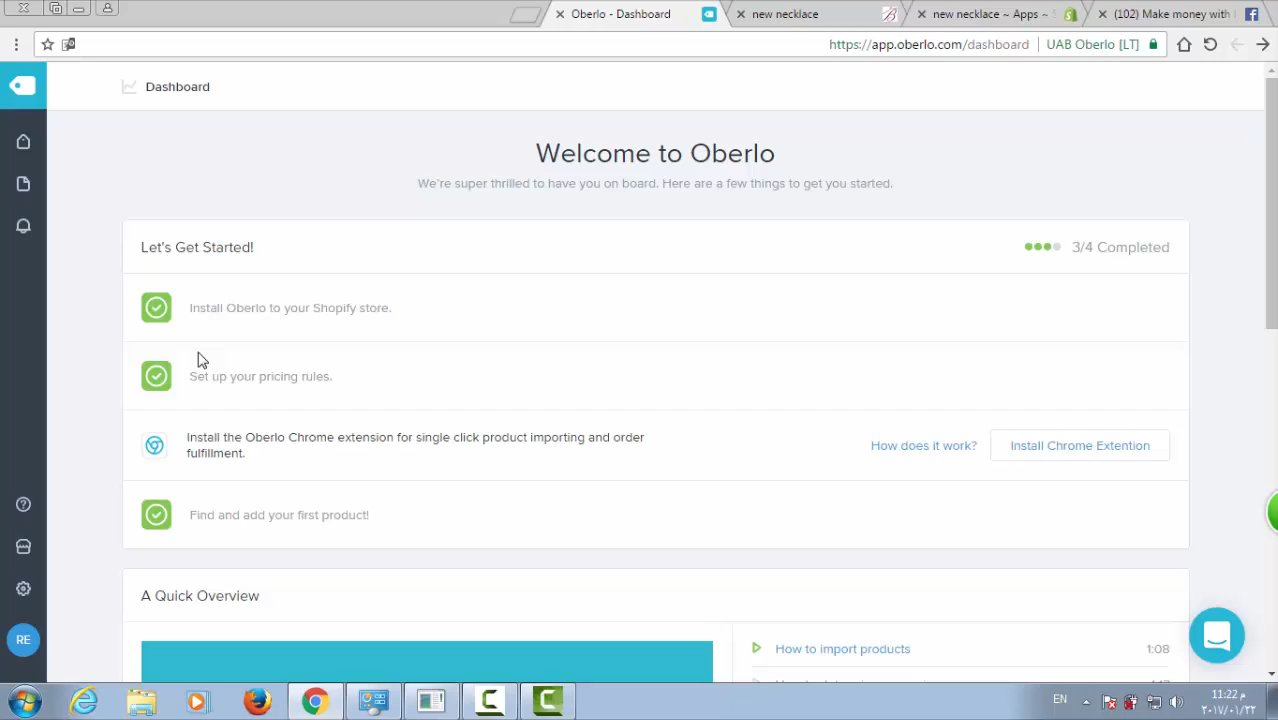 Oberlo - Dashboard
new necklace
new necklace ~ Apps ~ S
(102) Make money with
https://app.oberlo.com/dashboard
UAB Oberlo [LT]
Dashboard
Welcome to Oberlo
We're super thrilled to have you on board. Here are a few things to get you started.
Let's Get Started!
3/4 Completed
Install Oberlo to your Shopify store.
Set up your pricing rules.
Install the Oberlo Chrome extension for single click product importing and order
fulfillment.
How does it work?
Install Chrome Extention
Find and add your first product!
A Quick Overview
How to import products
1:08
RE
EN
11:22 م
٢٠١٧/٠١/٢٢